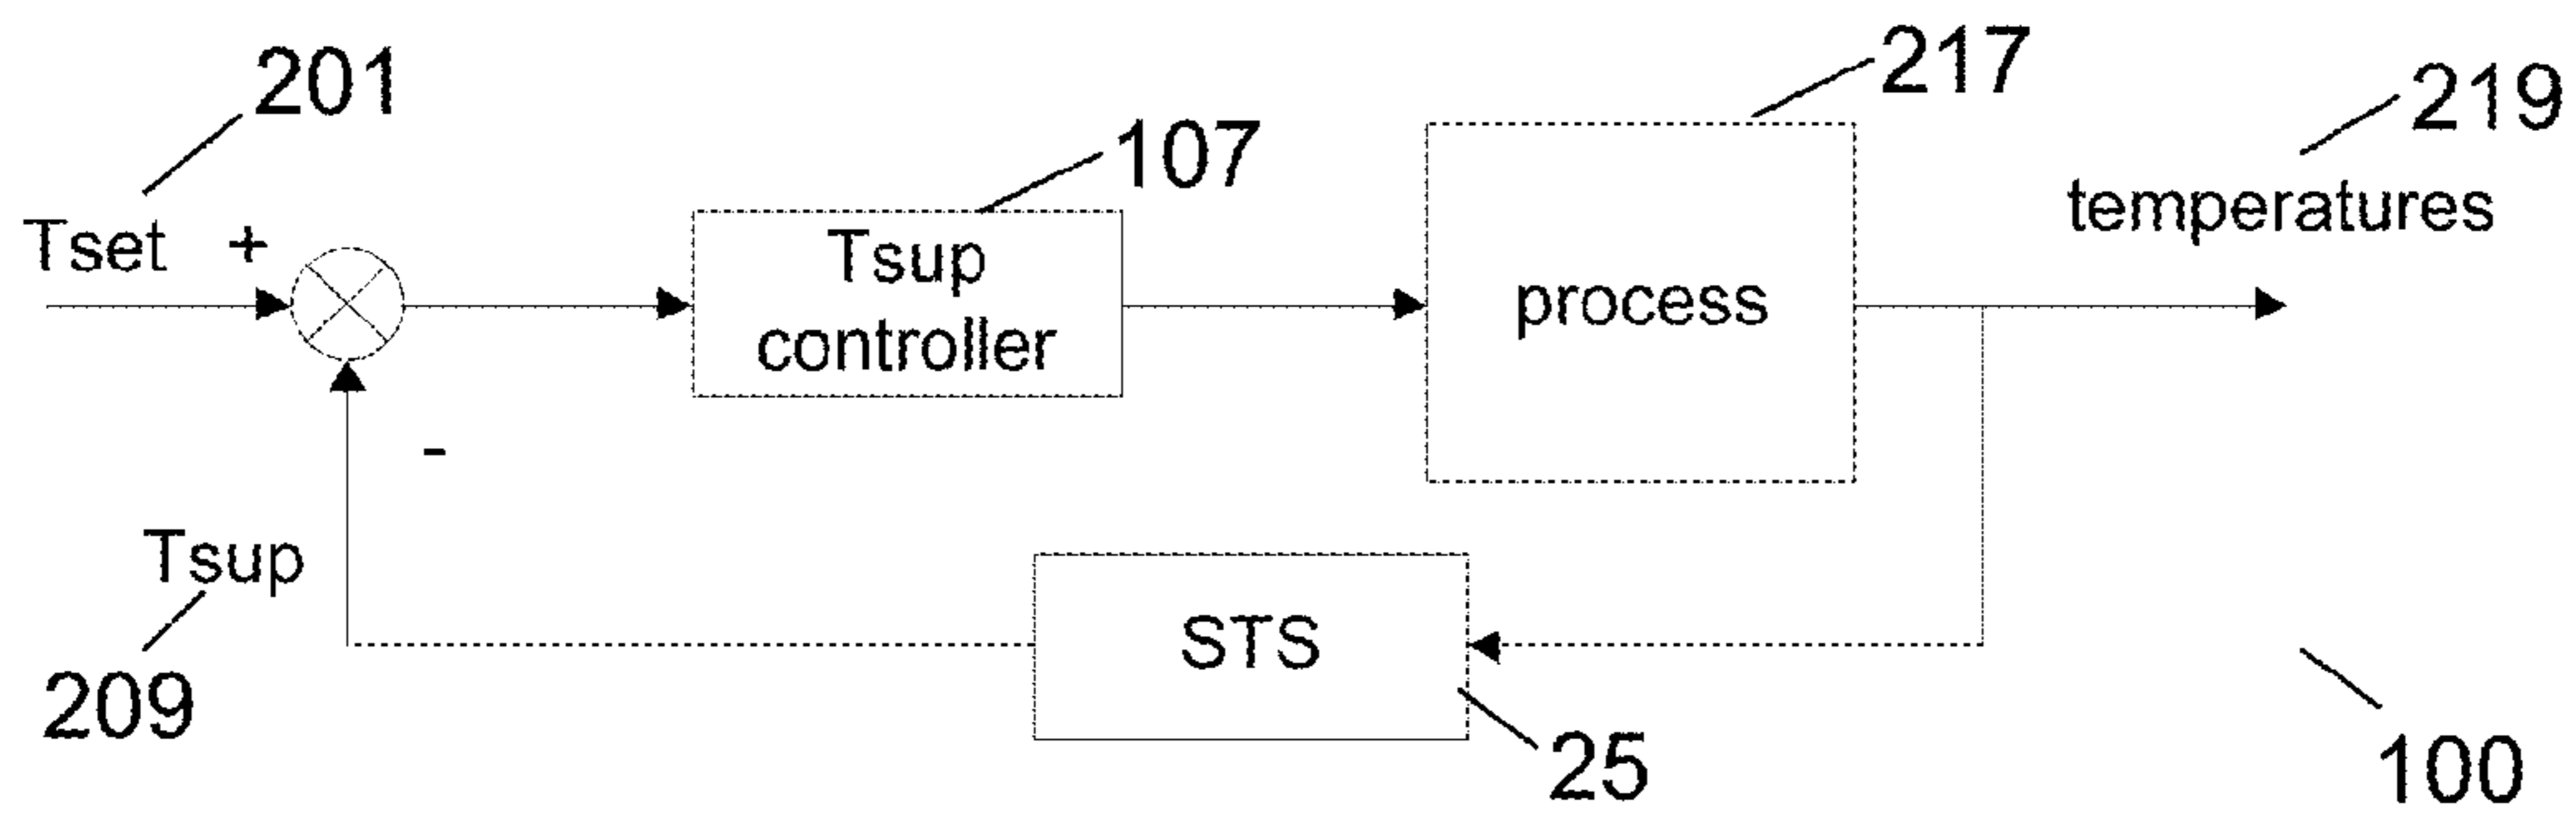 201
217
219
107
temperatures
Tset +
Tsup
controller
process
-
Tsup
STS
209
25
100